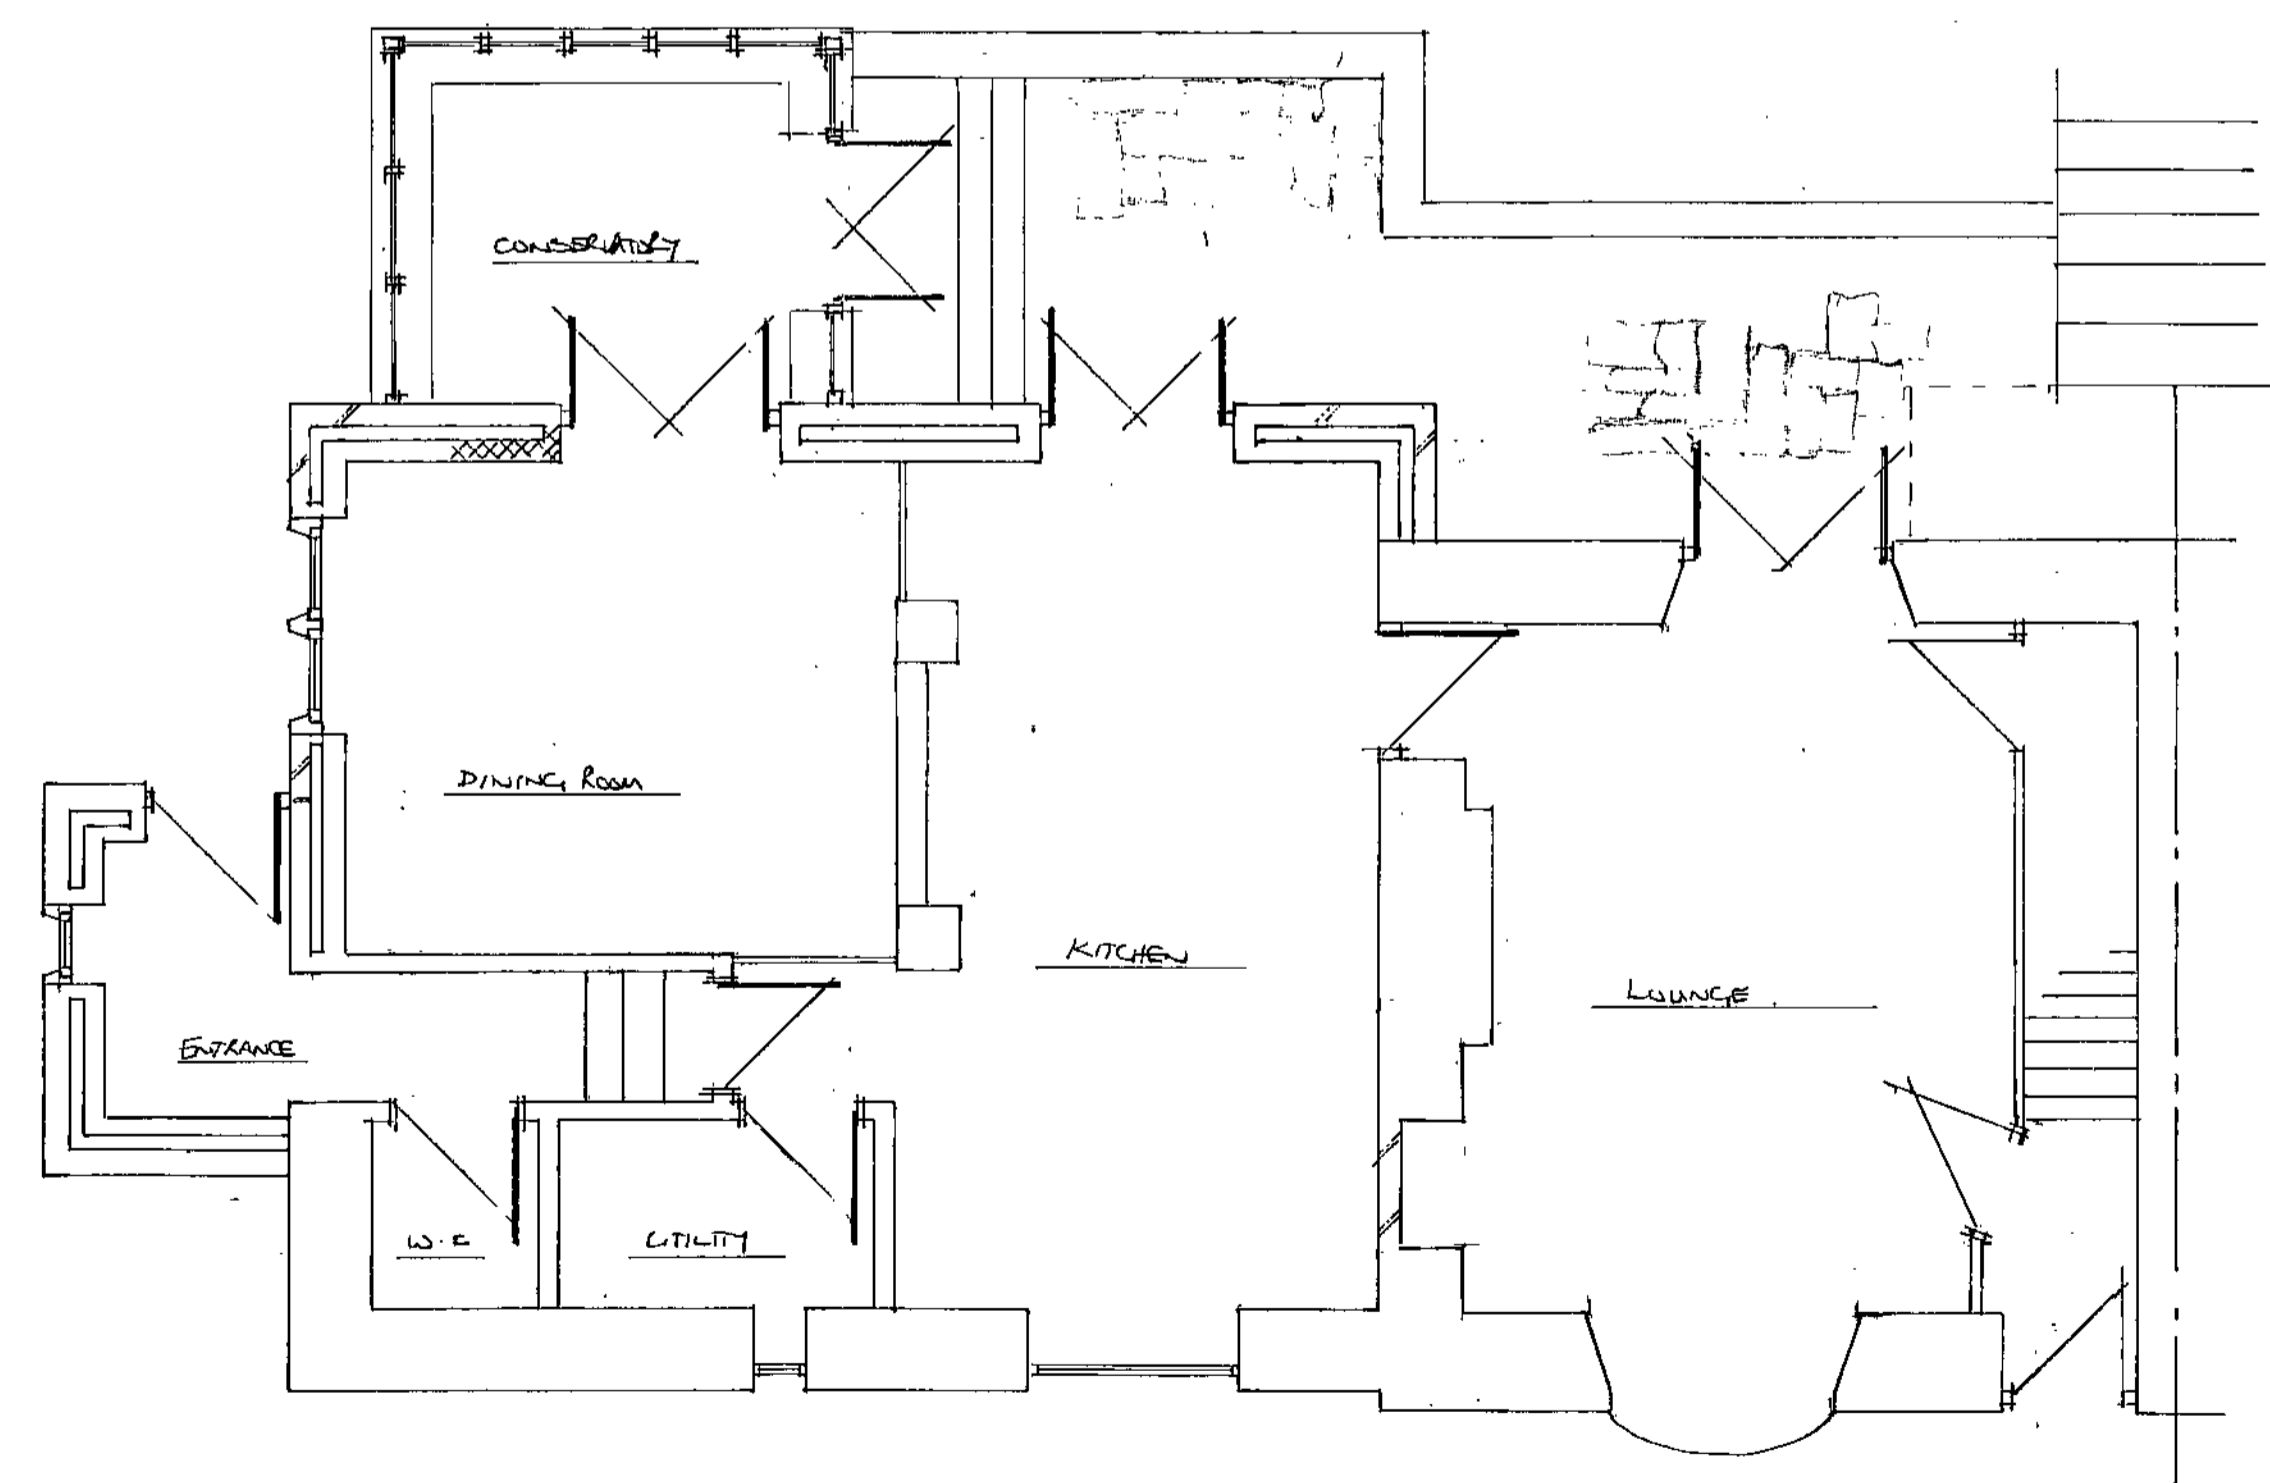 CONSERVATORY
DINING ROOM
KITCHEN
LOUNGE
ENTRANCE
W.C
UTILITY